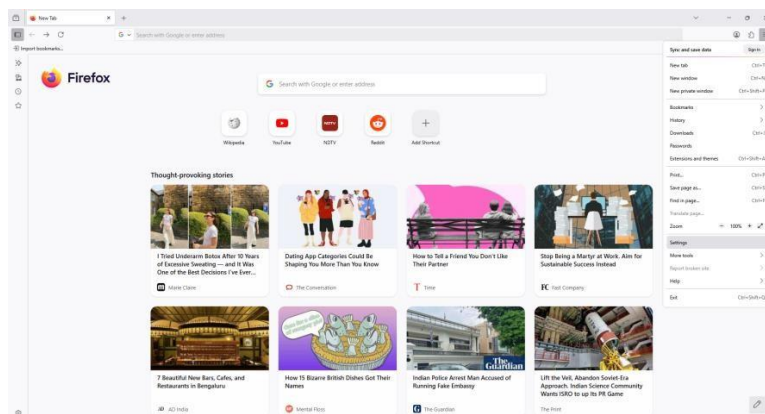 New Tab
Search with Google or enter address
Import bookmarks...
Firefox
Search with Google or enter address
Wikipedia
YouTube
NDTV
NDTV
Reddit
Add Shortcut
Thought-provoking stories
I Tried Underarm Botox After 10 Years
of Excessive Sweating — and It Was
One of the Best Decisions I've Ever...
Marie Claire
Dating App Categories Could Be
Shaping You More Than You Know
The Conversation
How to Tell a Friend You Don't Like
Their Partner
Time
Stop Being a Martyr at Work. Aim for
Sustainable Success Instead
Fast Company
The Guardian
7 Beautiful New Bars, Cafes, and
Restaurants in Bengaluru
AD India
How 15 Bizarre British Dishes Got Their
Names
Mental Floss
Indian Police Arrest Man Accused of
Running Fake Embassy
The Guardian
Lift the Veil, Abandon Soviet-Era
Approach. Indian Science Community
Wants ISRO to up Its PR Game
The Print
Sync and save data
Sign In
New tab
New window
New private window
Bookmarks
History
Downloads
Passwords
Extensions and themes
Print...
Save page as...
Find in page...
Translate page...
Zoom
100%
Settings
More tools
Report broken site
Help
Exit